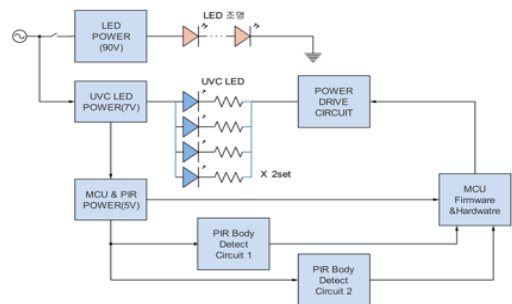 LED
POWER
(90V)
LED 조명
UVC LED
POWER(7V)
UVC LED
POWER
DRIVE
CIRCUIT
X 2set
MCU & PIR
POWER(5V)
MCU
Firmware
&Hardwatre
PIR Body
Detect
Circuit 1
PIR Body
Detect
Circuit 2